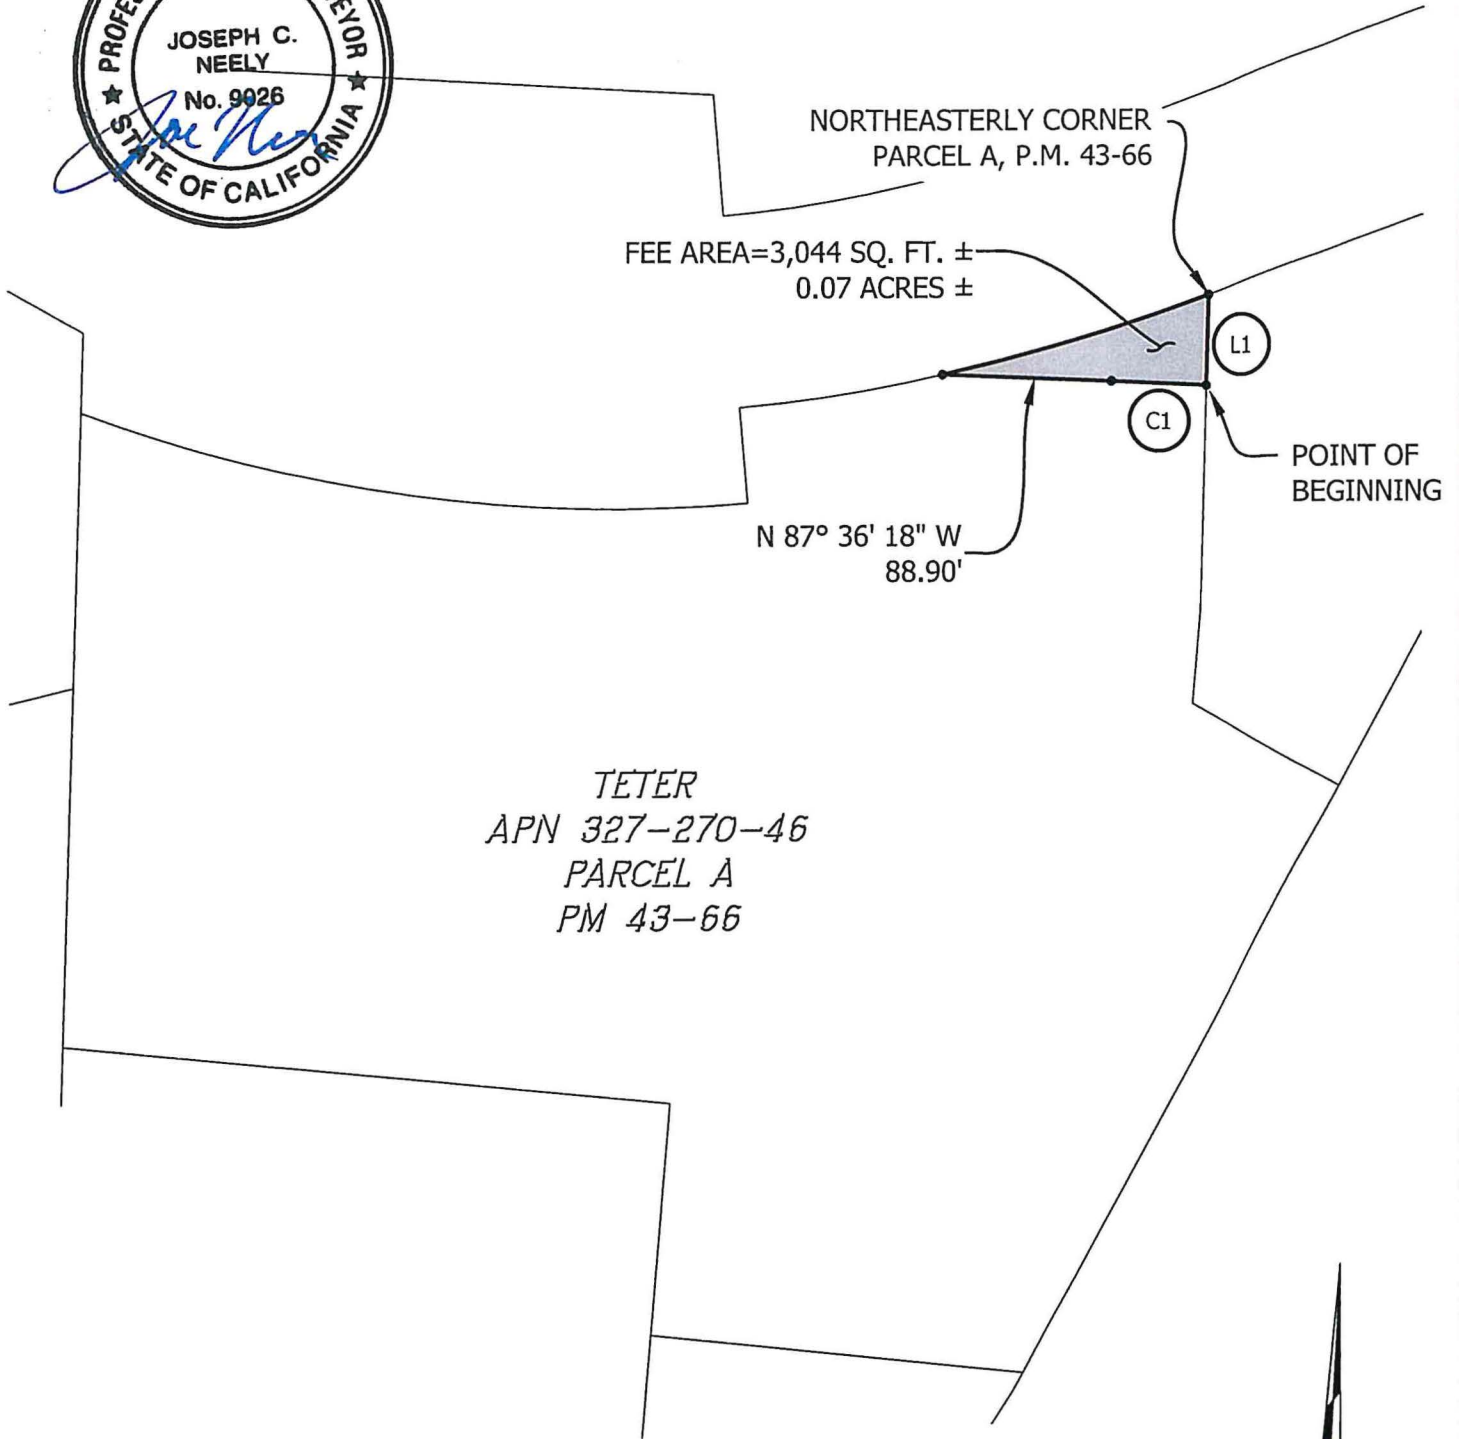 PROFE
EYOR
JOSEPH C.
NEELY
No. 9026
STATE OF CALIFORNIA
NORTHEASTERLY CORNER
PARCEL A, P.M. 43-66
FEE AREA=3,044 SQ. FT. ±
0.07 ACRES ±
L1
C1
POINT OF
BEGINNING
N 87° 36' 18" W
88.90'
TETER
APN 327-270-46
PARCEL A
PM 43-66